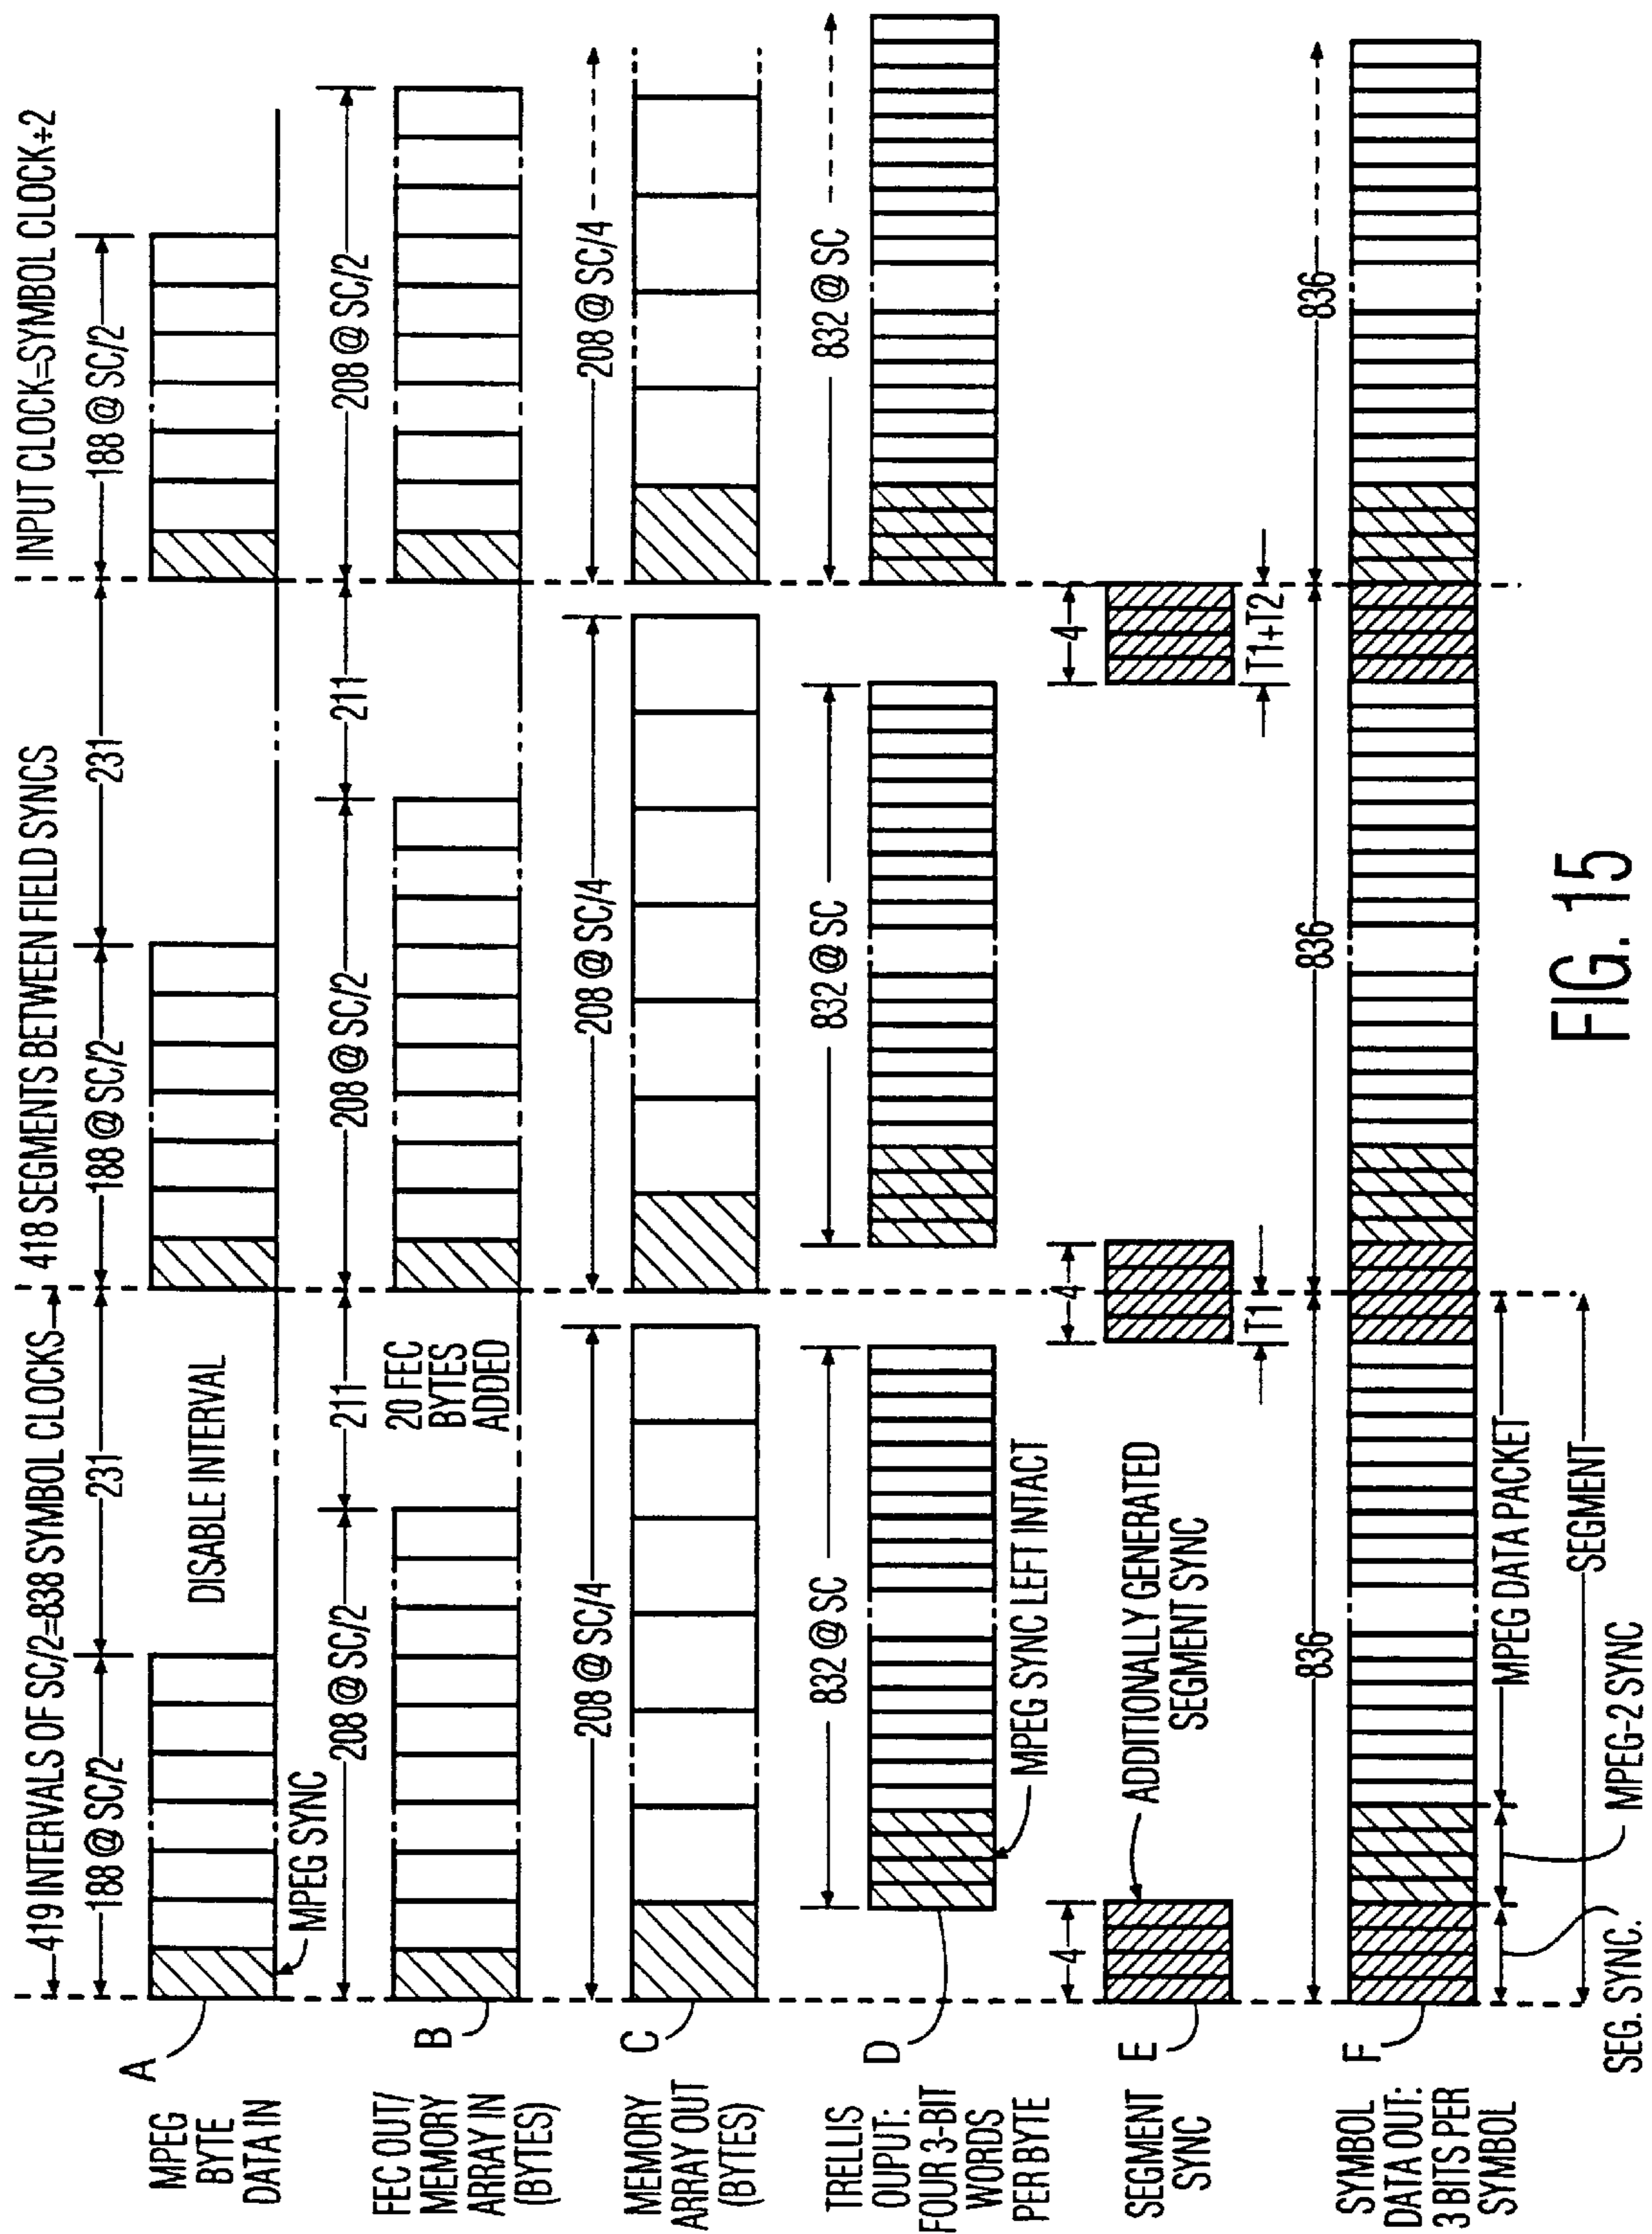 419 INTERVALS OF SC/2=838 SYMBOL CLOCKS
418 SEGMENTS BETWEEN FIELD SYNCS
INPUT CLOCK=SYMBOL CLOCK÷2
188 @ SC/2
231
188 @ SC/2
231
188 @ SC/2
A
MPEG
BYTE
DATA IN
MPEG SYNC
DISABLE INTERVAL
208 @ SC/2
211
208 @ SC/2
211
208 @ SC/2
B
FEC OUT/
MEMORY
ARRAY IN
(BYTES)
20 FEC
BYTES
ADDED
208 @ SC/4
208 @ SC/4
208 @ SC/4
C
MEMORY
ARRAY OUT
(BYTES)
832 @ SC
832 @ SC
832 @ SC
D
TRELLIS
OUPUT:
FOUR 3-BIT
WORDS
PER BYTE
MPEG SYNC LEFT INTACT
4
4
4
E
SEGMENT
SYNC
ADDITIONALLY GENERATED
SEGMENT SYNC
T1
T1+T2
836
836
836
F
SYMBOL
DATA OUT:
3 BITS PER
SYMBOL
MPEG DATA PACKET
SEGMENT
SEG. SYNC.
MPEG-2 SYNC
FIG. 15